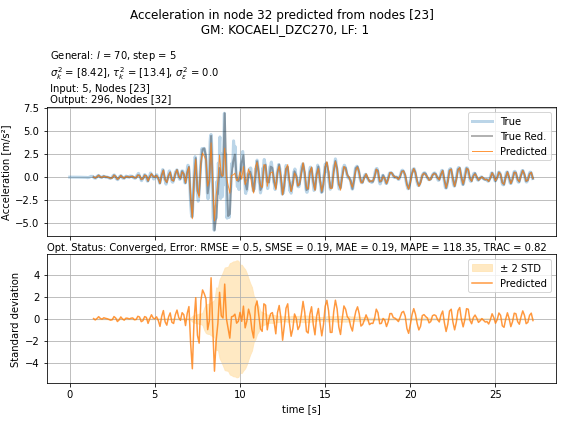 Acceleration in node 32 predicted from nodes [23]
GM: KOCAELI_DZC270, LF: 1
General: l = 70, step = 5
σ²ₖ = [8.42], τ²ₖ = [13.4], σ²ε = 0.0
Input: 5, Nodes [23]
Output: 296, Nodes [32]
Acceleration [m/s²]
7.5
5.0
2.5
0.0
−2.5
−5.0
True
True Red.
Predicted
Opt. Status: Converged, Error: RMSE = 0.5, SMSE = 0.19, MAE = 0.19, MAPE = 118.35, TRAC = 0.82
Standard deviation
4
2
0
−2
−4
± 2 STD
Predicted
0 5 10 15 20 25
time [s]